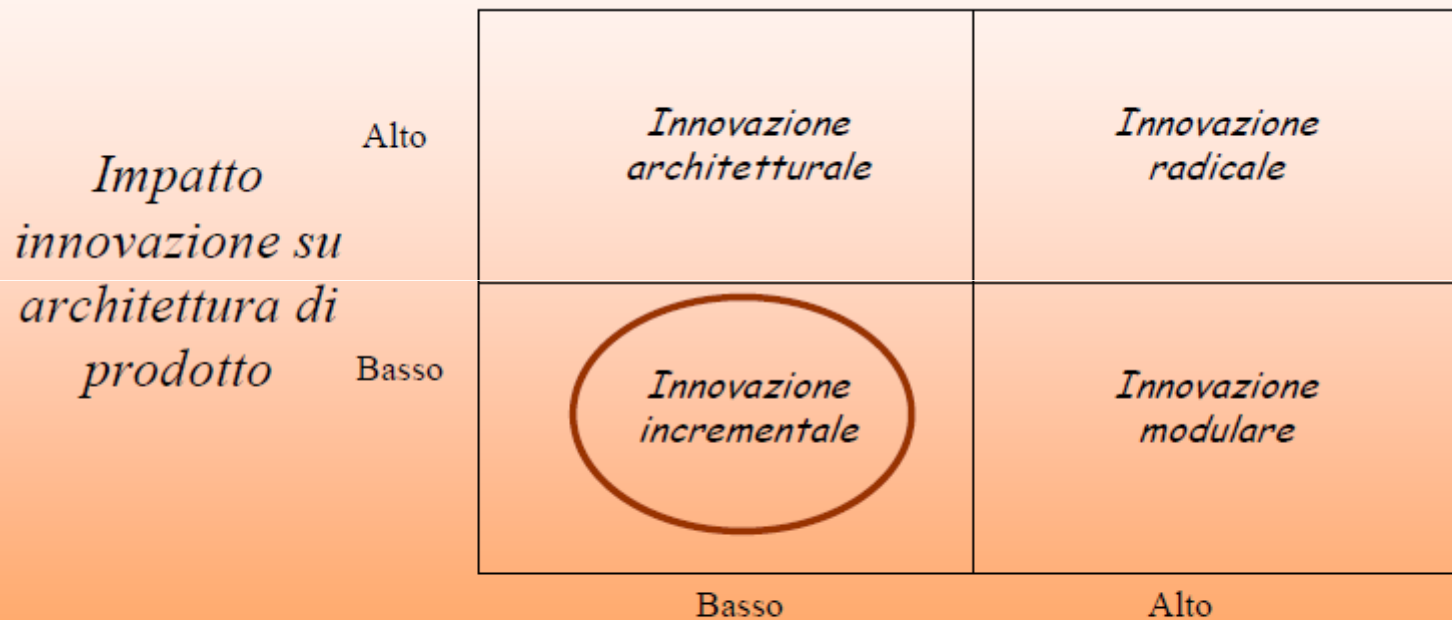 Impatto
innovazione su
architettura di
prodotto
Alto
Basso
Innovazione
architetturale
Innovazione
radicale
Innovazione
incrementale
Innovazione
modulare
Basso
Alto